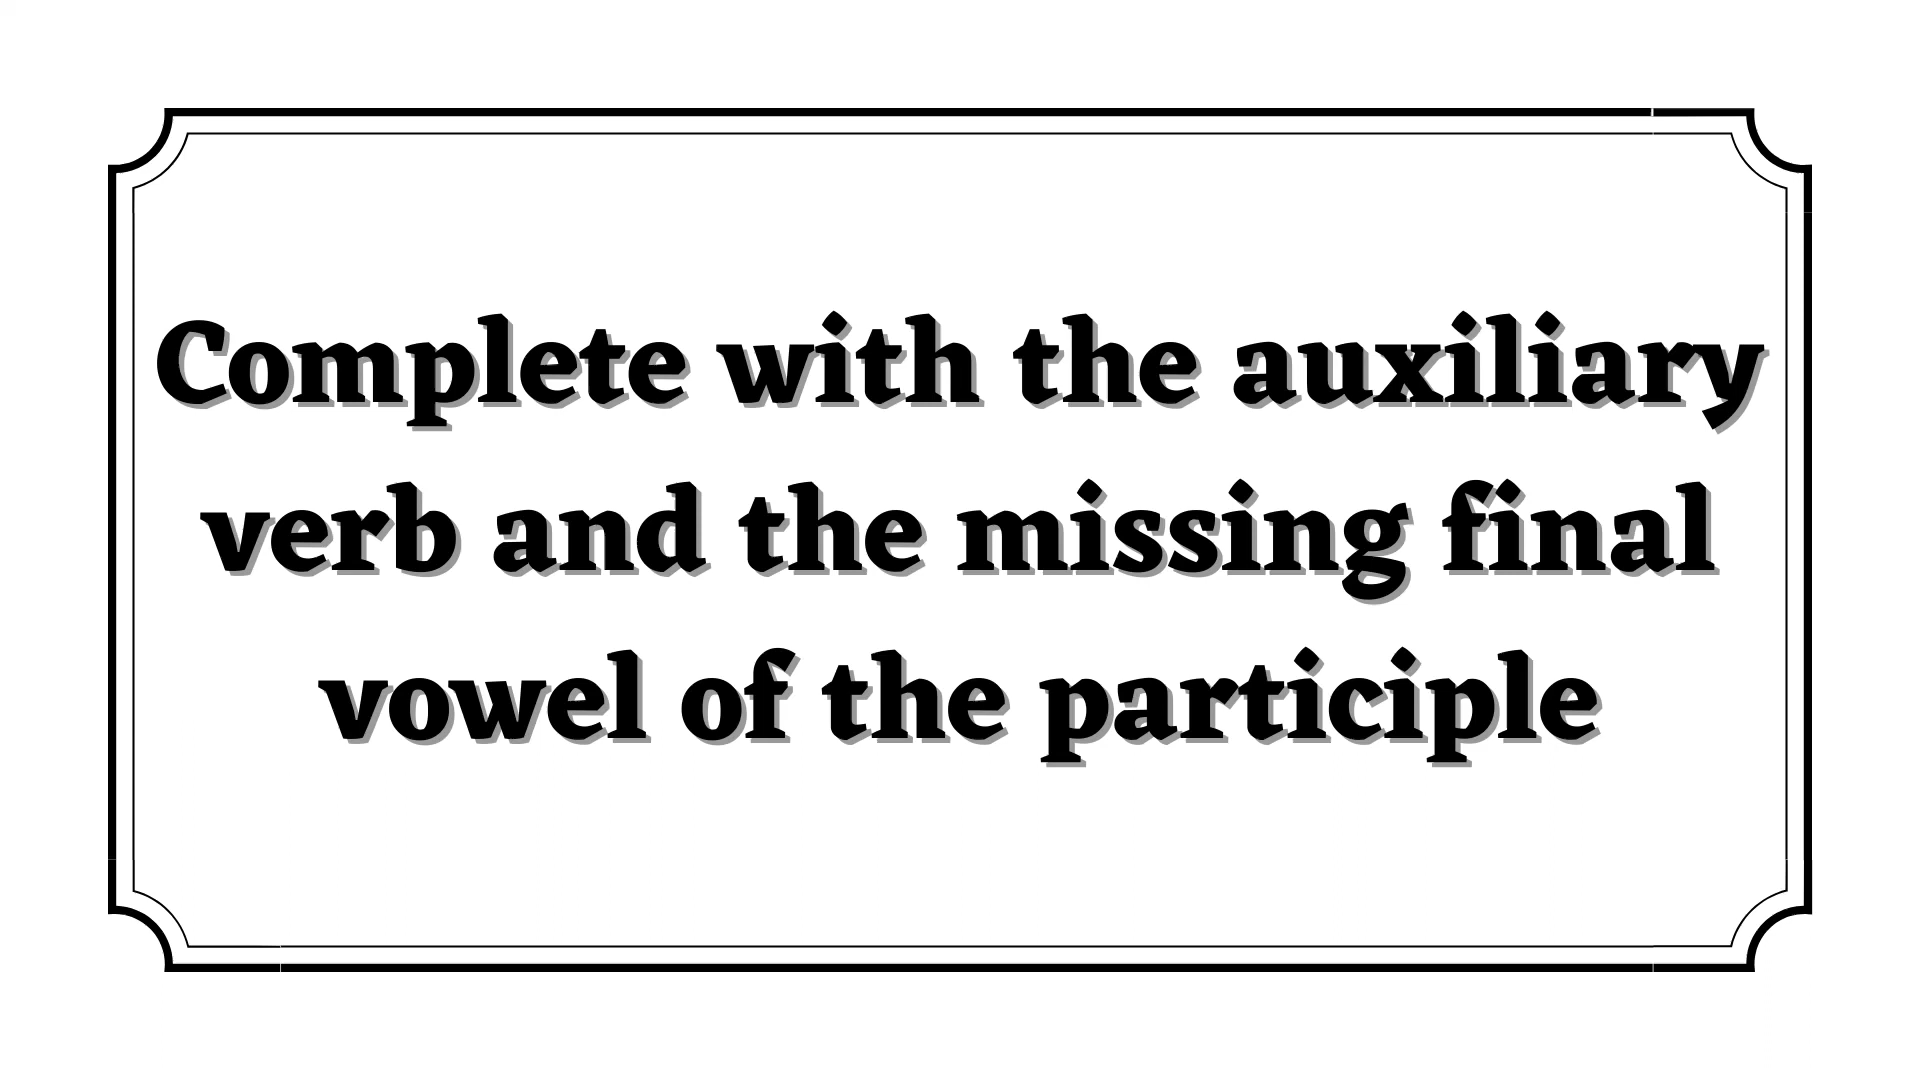 Complete with the auxiliary
verb and the missing final
vowel of the participle